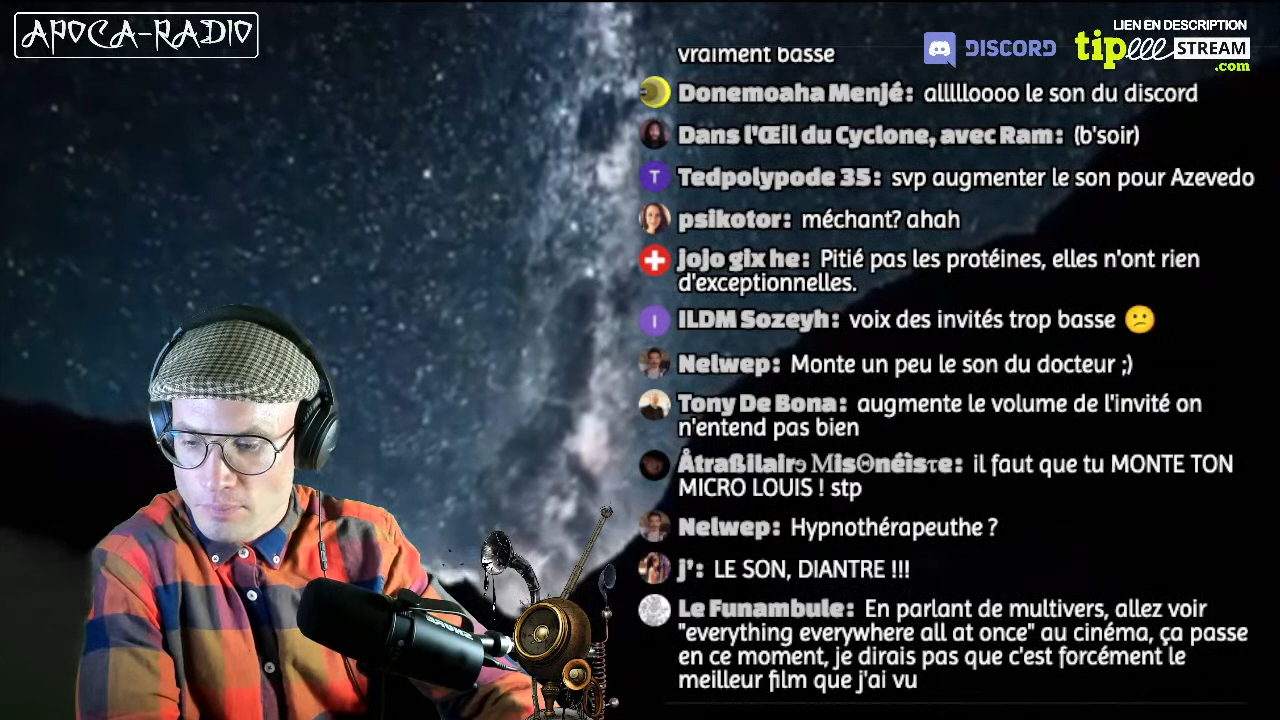 APOCA-RADIO
LIEN EN DESCRIPTION
DISCORD
tipeee STREAM
.com
vraiment basse
Donemoaha Menjé: allllloooo le son du discord
Dans l'Œil du Cyclone, avec Ram: (b'soir)
T Tedpolypode 35: svp augmenter le son pour Azevedo
psikotor: méchant? ahah
jojo gix he: Pitié pas les protéines, elles n'ont rien
d'exceptionnelles.
I ILDM Sozeyh: voix des invités trop basse 😕
Nelwep: Monte un peu le son du docteur ;)
Tony De Bona: augmente le volume de l'invité on
n'entend pas bien
Åtraßilairɘ MisΘnéisτe: il faut que tu MONTE TON
MICRO LOUIS ! stp
Nelwep: Hypnothérapeuthe ?
j': LE SON, DIANTRE !!!
Le Funambule: En parlant de multivers, allez voir
"everything everywhere all at once" au cinéma, ça passe
en ce moment, je dirais pas que c'est forcément le
meilleur film que j'ai vu